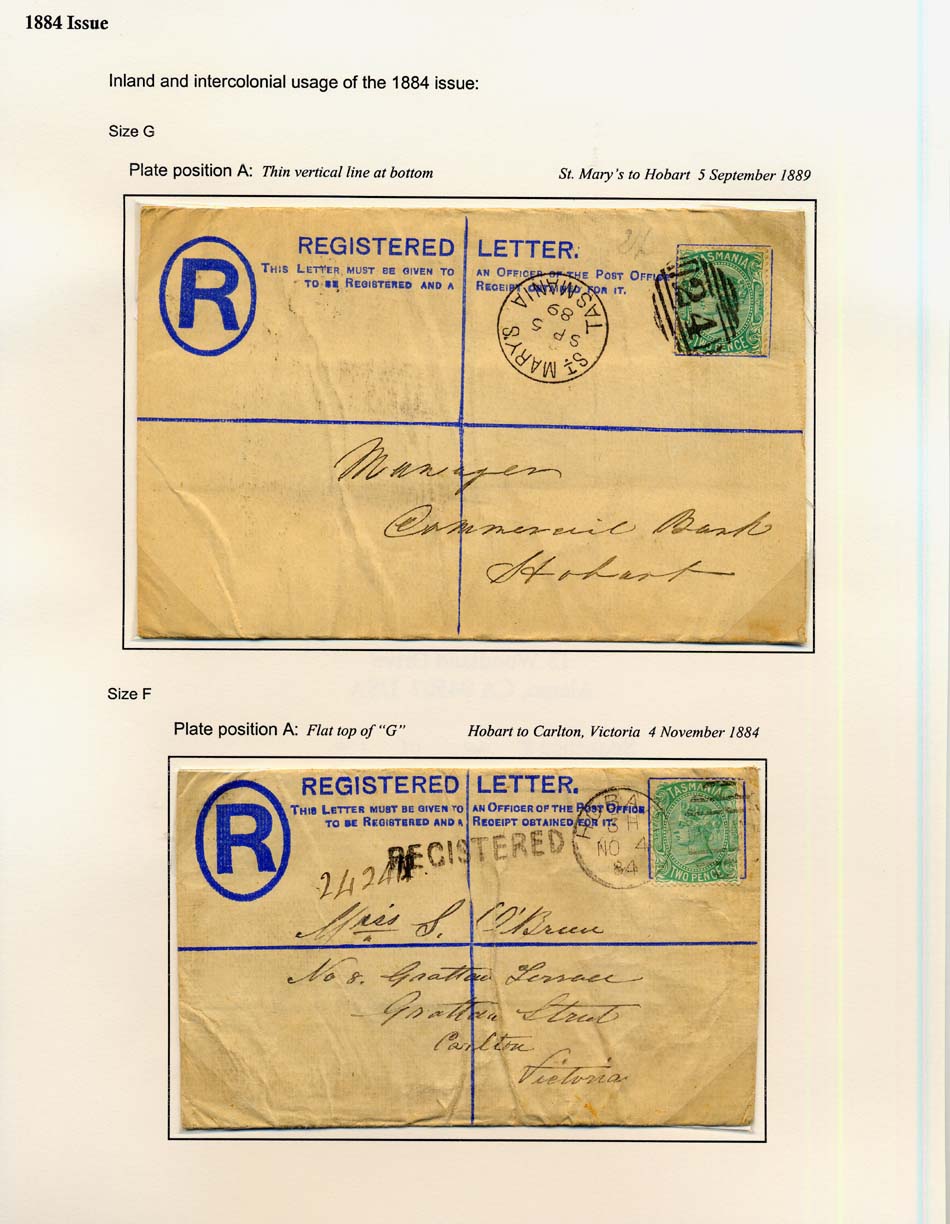 1884 Issue
Inland and intercolonial usage of the 1884 issue:
Size G
Plate position A: Thin vertical line at bottom
St. Mary's to Hobart 5 September 1889
REGISTERED LETTER.
THIS LETTER MUST BE GIVEN TO AN OFFICER OF THE POST OFFICE
TO BE REGISTERED AND A RECEIPT OBTAINED FOR IT.
R
TASMANIA
TWO PENCE
24
ST MARYS
SP 5
89
TASMANIA
Manager
Commercial Bank
Hobart
Size F
Plate position A: Flat top of "G"
Hobart to Carlton, Victoria 4 November 1884
REGISTERED LETTER.
THIS LETTER MUST BE GIVEN TO AN OFFICER OF THE POST OFFICE
TO BE REGISTERED AND A RECEIPT OBTAINED FOR IT.
R
TASMANIA
TWO PENCE
HOBA
H
NO 4
84
REGISTERED
Miss S. O'Brien
No 8. Grattan Terrace
Grattan Street
Carlton
Victoria